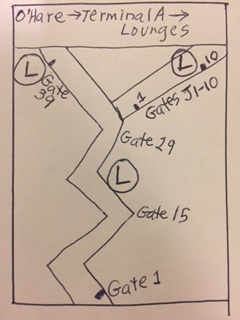 O'Hare→Terminal A→
Lounges
L
Gate
39
L
10
1
Gates J1-10
Gate 29
L
Gate 15
Gate 1